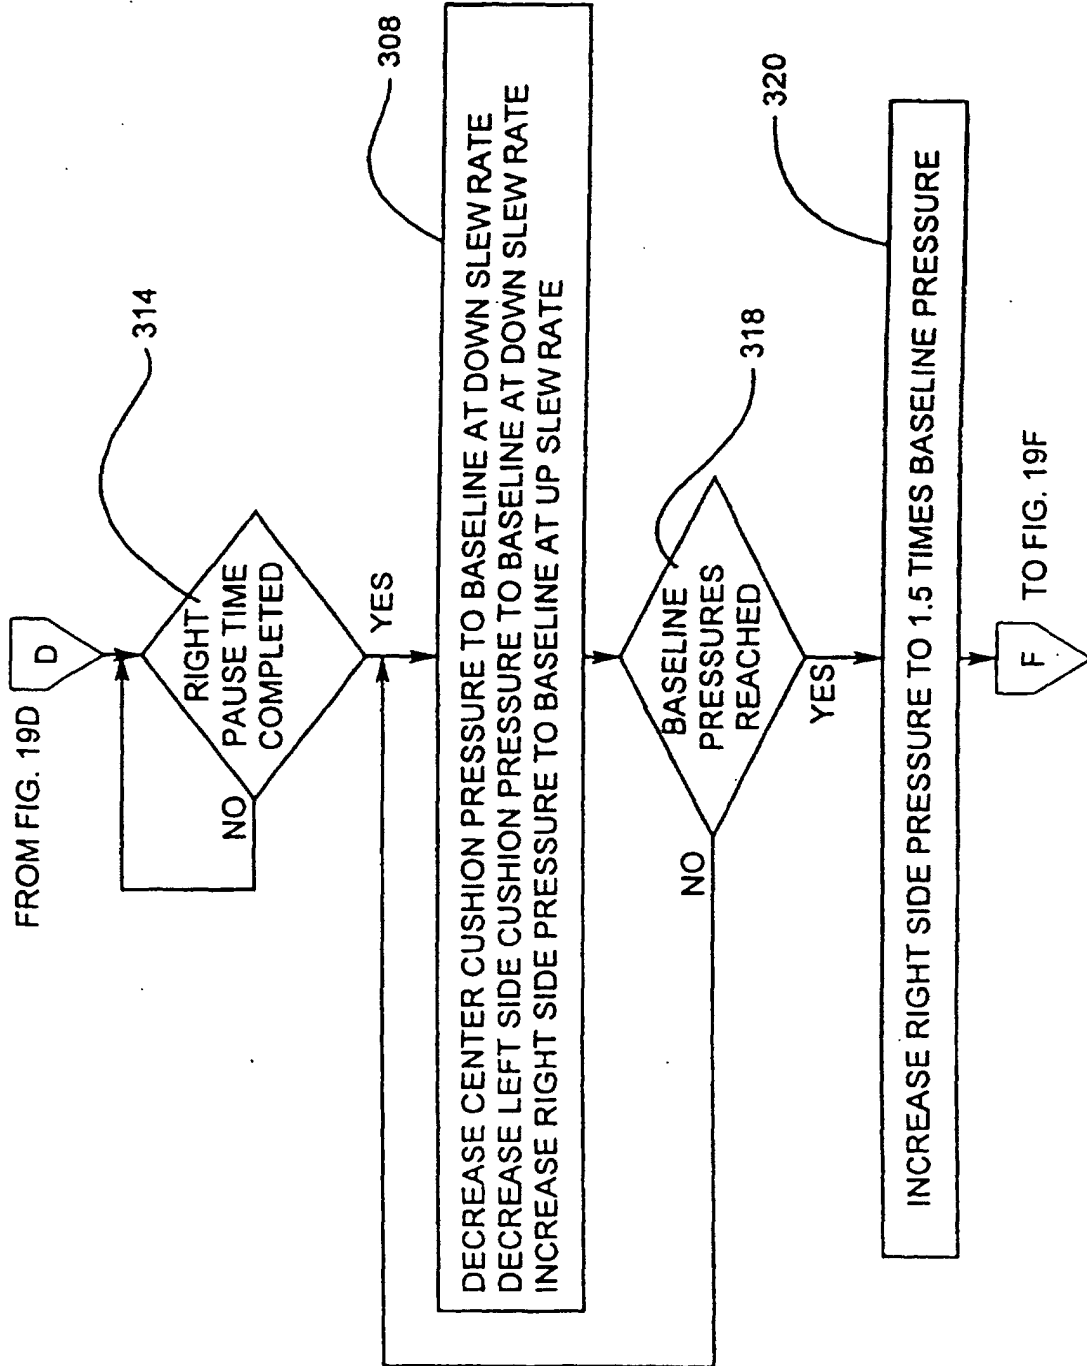 FROM FIG. 19D
D
RIGHT
PAUSE TIME
COMPLETED
314
NO
YES
308
DECREASE CENTER CUSHION PRESSURE TO BASELINE AT DOWN SLEW RATE
DECREASE LEFT SIDE CUSHION PRESSURE TO BASELINE AT DOWN SLEW RATE
INCREASE RIGHT SIDE PRESSURE TO BASELINE AT UP SLEW RATE
BASELINE
PRESSURES
REACHED
318
NO
YES
320
INCREASE RIGHT SIDE PRESSURE TO 1.5 TIMES BASELINE PRESSURE
F
TO FIG. 19F